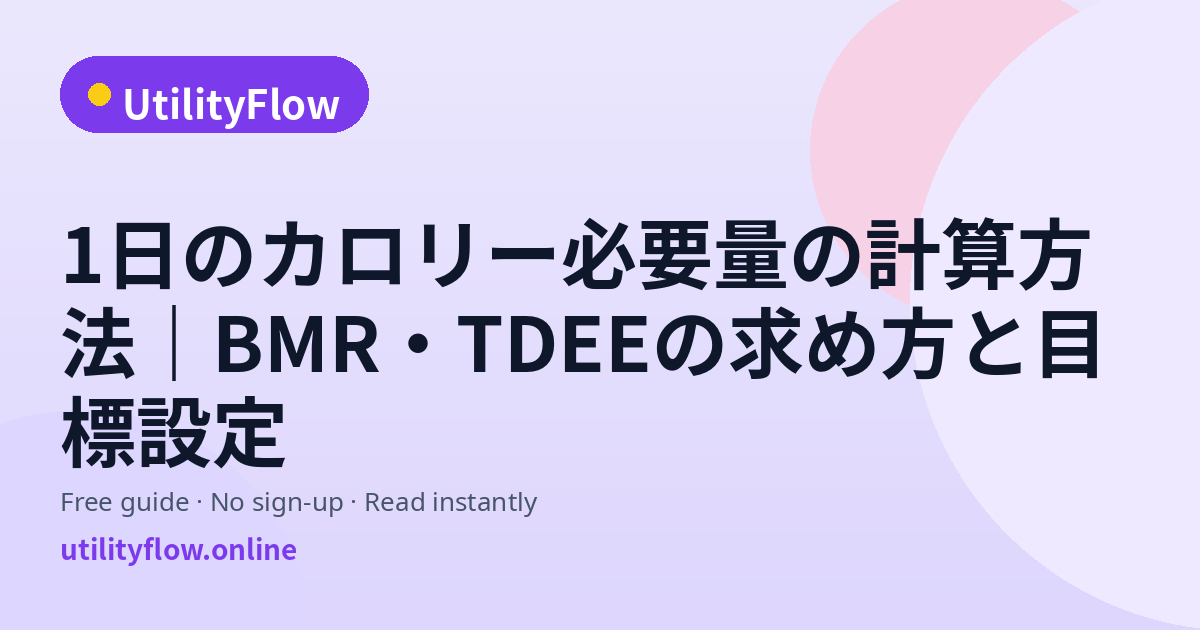 UtilityFlow
1日のカロリー必要量の計算方
法｜BMR・TDEEの求め方と目
標設定
Free guide · No sign-up · Read instantly
utilityflow.online